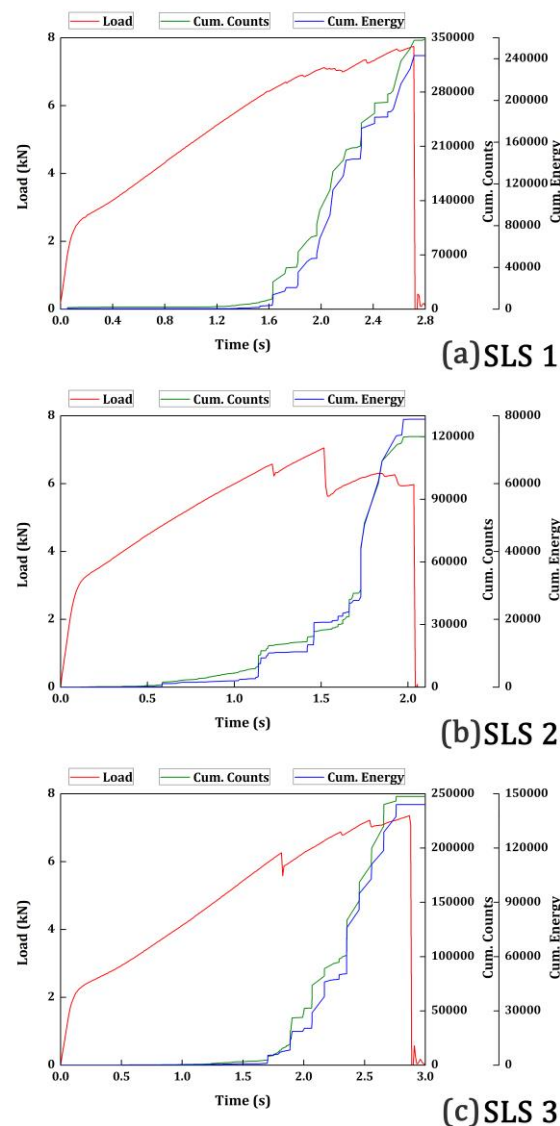 Load Cum. Counts Cum. Energy
8 350000 240000
280000 200000
6 160000
210000
4 120000
140000
80000
2
70000 40000
0 0 0
0.0 0.4 0.8 1.2 1.6 2.0 2.4 2.8
Load (kN)
Cum. Counts
Cum. Energy
Time (s)
(a) SLS 1
Load Cum. Counts Cum. Energy
8 80000
120000
6 60000
90000
4 40000
60000
2 20000
30000
0 0 0
0.0 0.5 1.0 1.5 2.0
Load (kN)
Cum. Counts
Cum. Energy
Time (s)
(b) SLS 2
Load Cum. Counts Cum. Energy
8 250000 150000
6 200000 120000
150000 90000
4
100000 60000
2
50000 30000
0 0 0
0.0 0.5 1.0 1.5 2.0 2.5 3.0
Load (kN)
Cum. Counts
Cum. Energy
Time (s)
(c) SLS 3